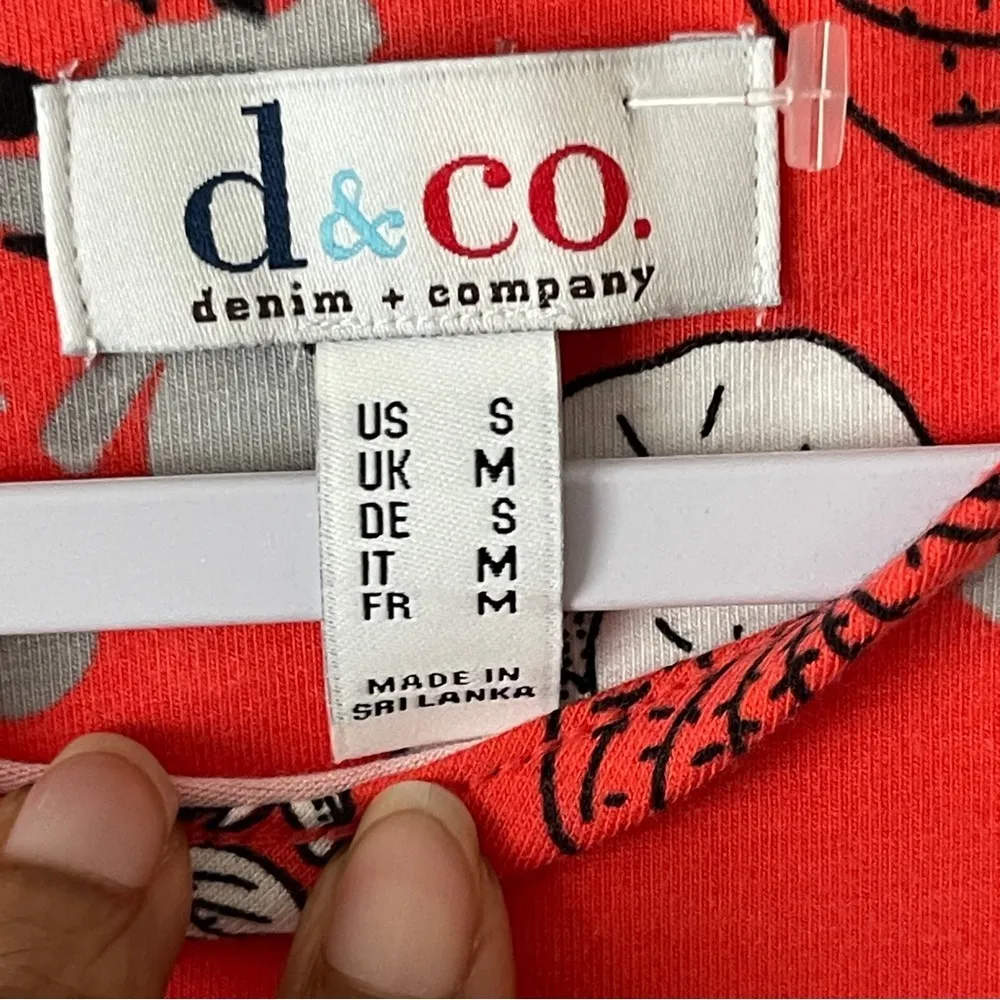 d&co.
denim + company
US S
UK M
DE S
IT M
FR M
MADE IN
SRI LANKA